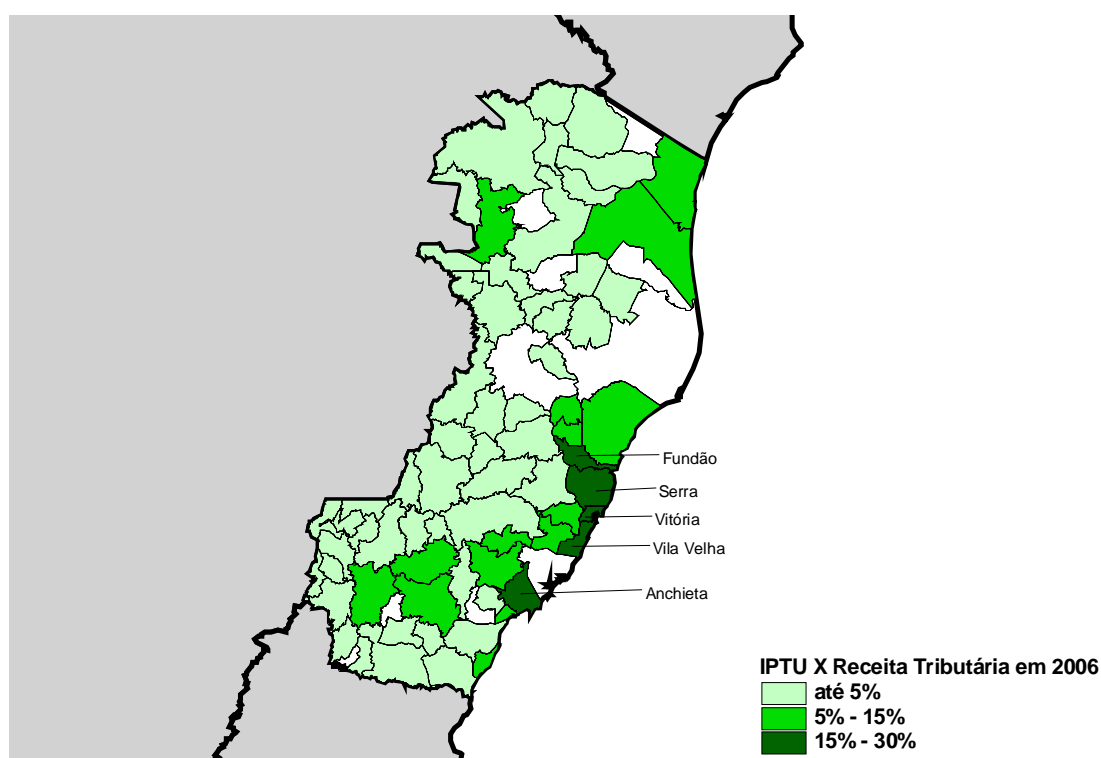 Fundão
Serra
Vitória
Vila Velha
Anchieta
IPTU X Receita Tributária em 2006
até 5%
5% - 15%
15% - 30%